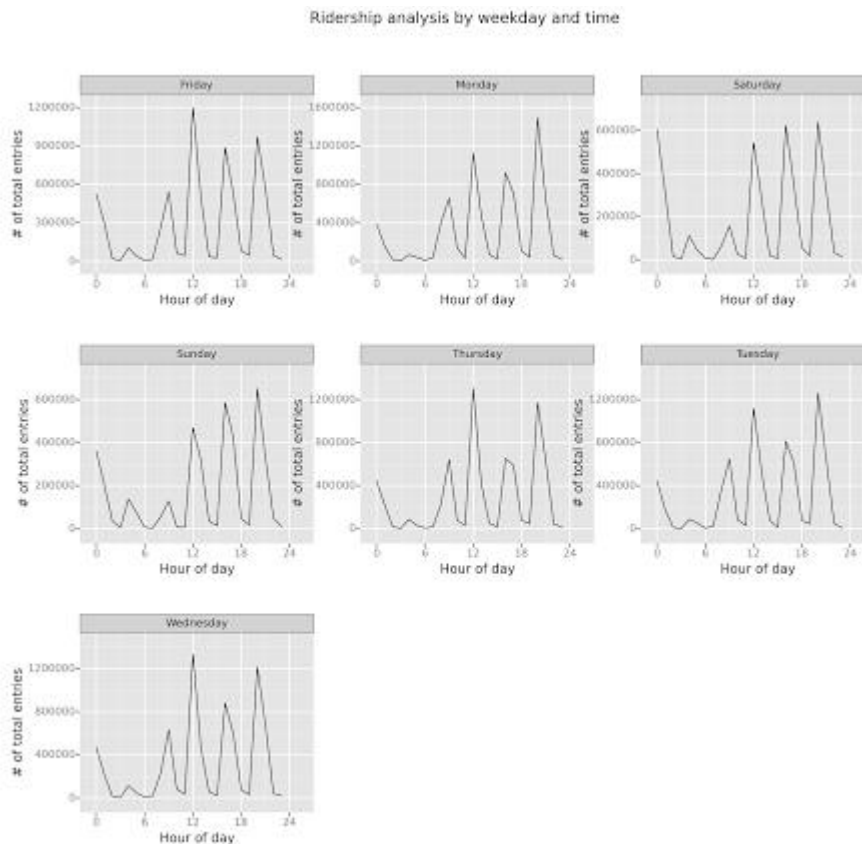 Ridership analysis by weekday and time
Friday
Monday
Saturday
1200000
900000
600000
300000
0
# of total entries
0 6 12 18 24
Hour of day
1600000
1200000
800000
400000
0
# of total entries
0 6 12 18 24
Hour of day
600000
400000
200000
0
# of total entries
0 6 12 18 24
Hour of day
Sunday
Thursday
Tuesday
600000
400000
200000
0
# of total entries
0 6 12 18 24
Hour of day
1200000
800000
400000
0
# of total entries
0 6 12 18 24
Hour of day
1200000
800000
400000
0
# of total entries
0 6 12 18 24
Hour of day
Wednesday
1200000
800000
400000
0
# of total entries
0 6 12 18 24
Hour of day